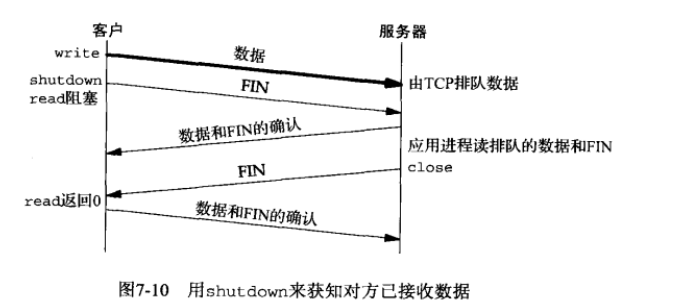 客户
服务器
write
数据
由TCP排队数据
shutdown
FIN
read阻塞
数据和FIN的确认
应用进程读排队的数据和FIN
close
FIN
read返回0
数据和FIN的确认
图7-10 用shutdown来获知对方已接收数据